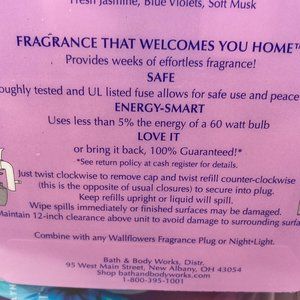 Fresh Jasmine, Blue Violets, Soft Musk
FRAGRANCE THAT WELCOMES YOU HOME™
Provides weeks of effortless fragrance!
SAFE
oughly tested and UL listed fuse allows for safe use and peace
ENERGY-SMART
Uses less than 5% the energy of a 60 watt bulb
LOVE IT
or bring it back, 100% Guaranteed!*
*See return policy at cash register for details.
Just twist clockwise to remove cap and twist refill counter-clockwise
(this is the opposite of usual closures) to secure into plug.
Keep refills upright or liquid will spill.
Wipe spills immediately or finished surfaces may be damaged.
Maintain 12-inch clearance above unit to avoid damage to surrounding surfa
Combine with any Wallflowers Fragrance Plug or Night•Light.
Bath & Body Works, Distr.
95 West Main Street, New Albany, OH 43054
Shop bathandbodyworks.com
1-800-395-1001